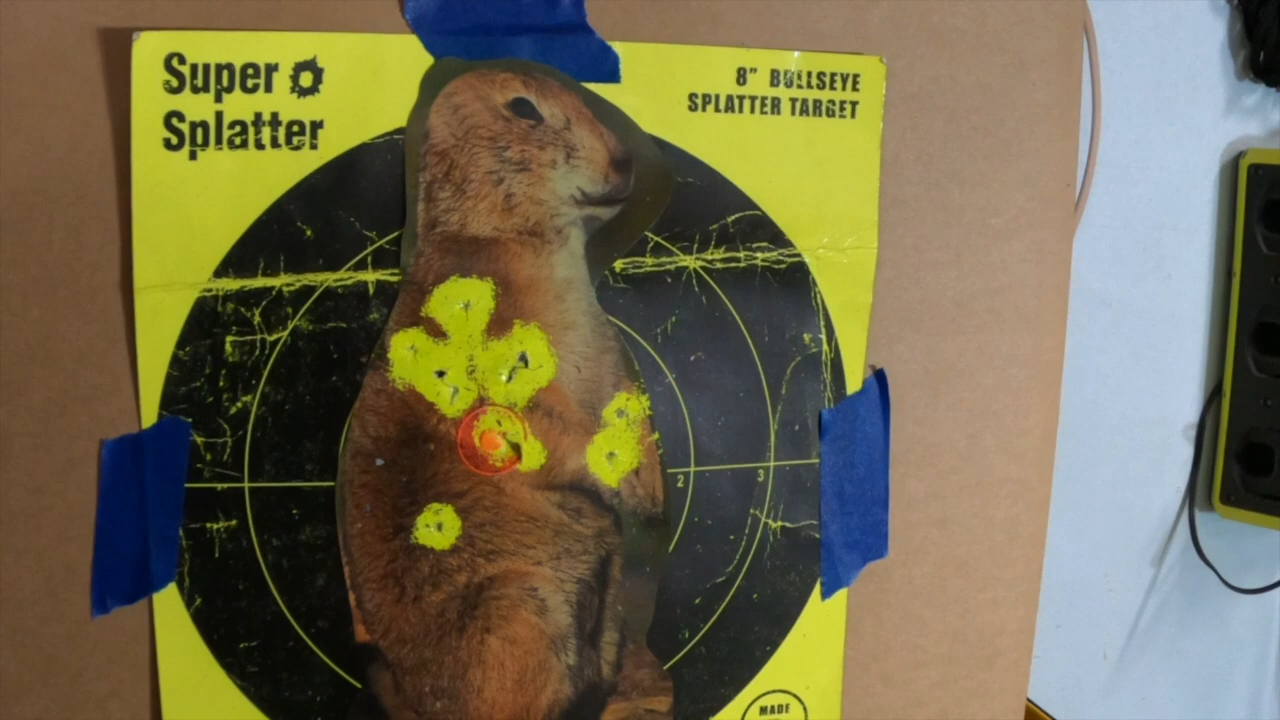 Super
Splatter
8” BULLSEYE
SPLATTER TARGET
2
3
MADE